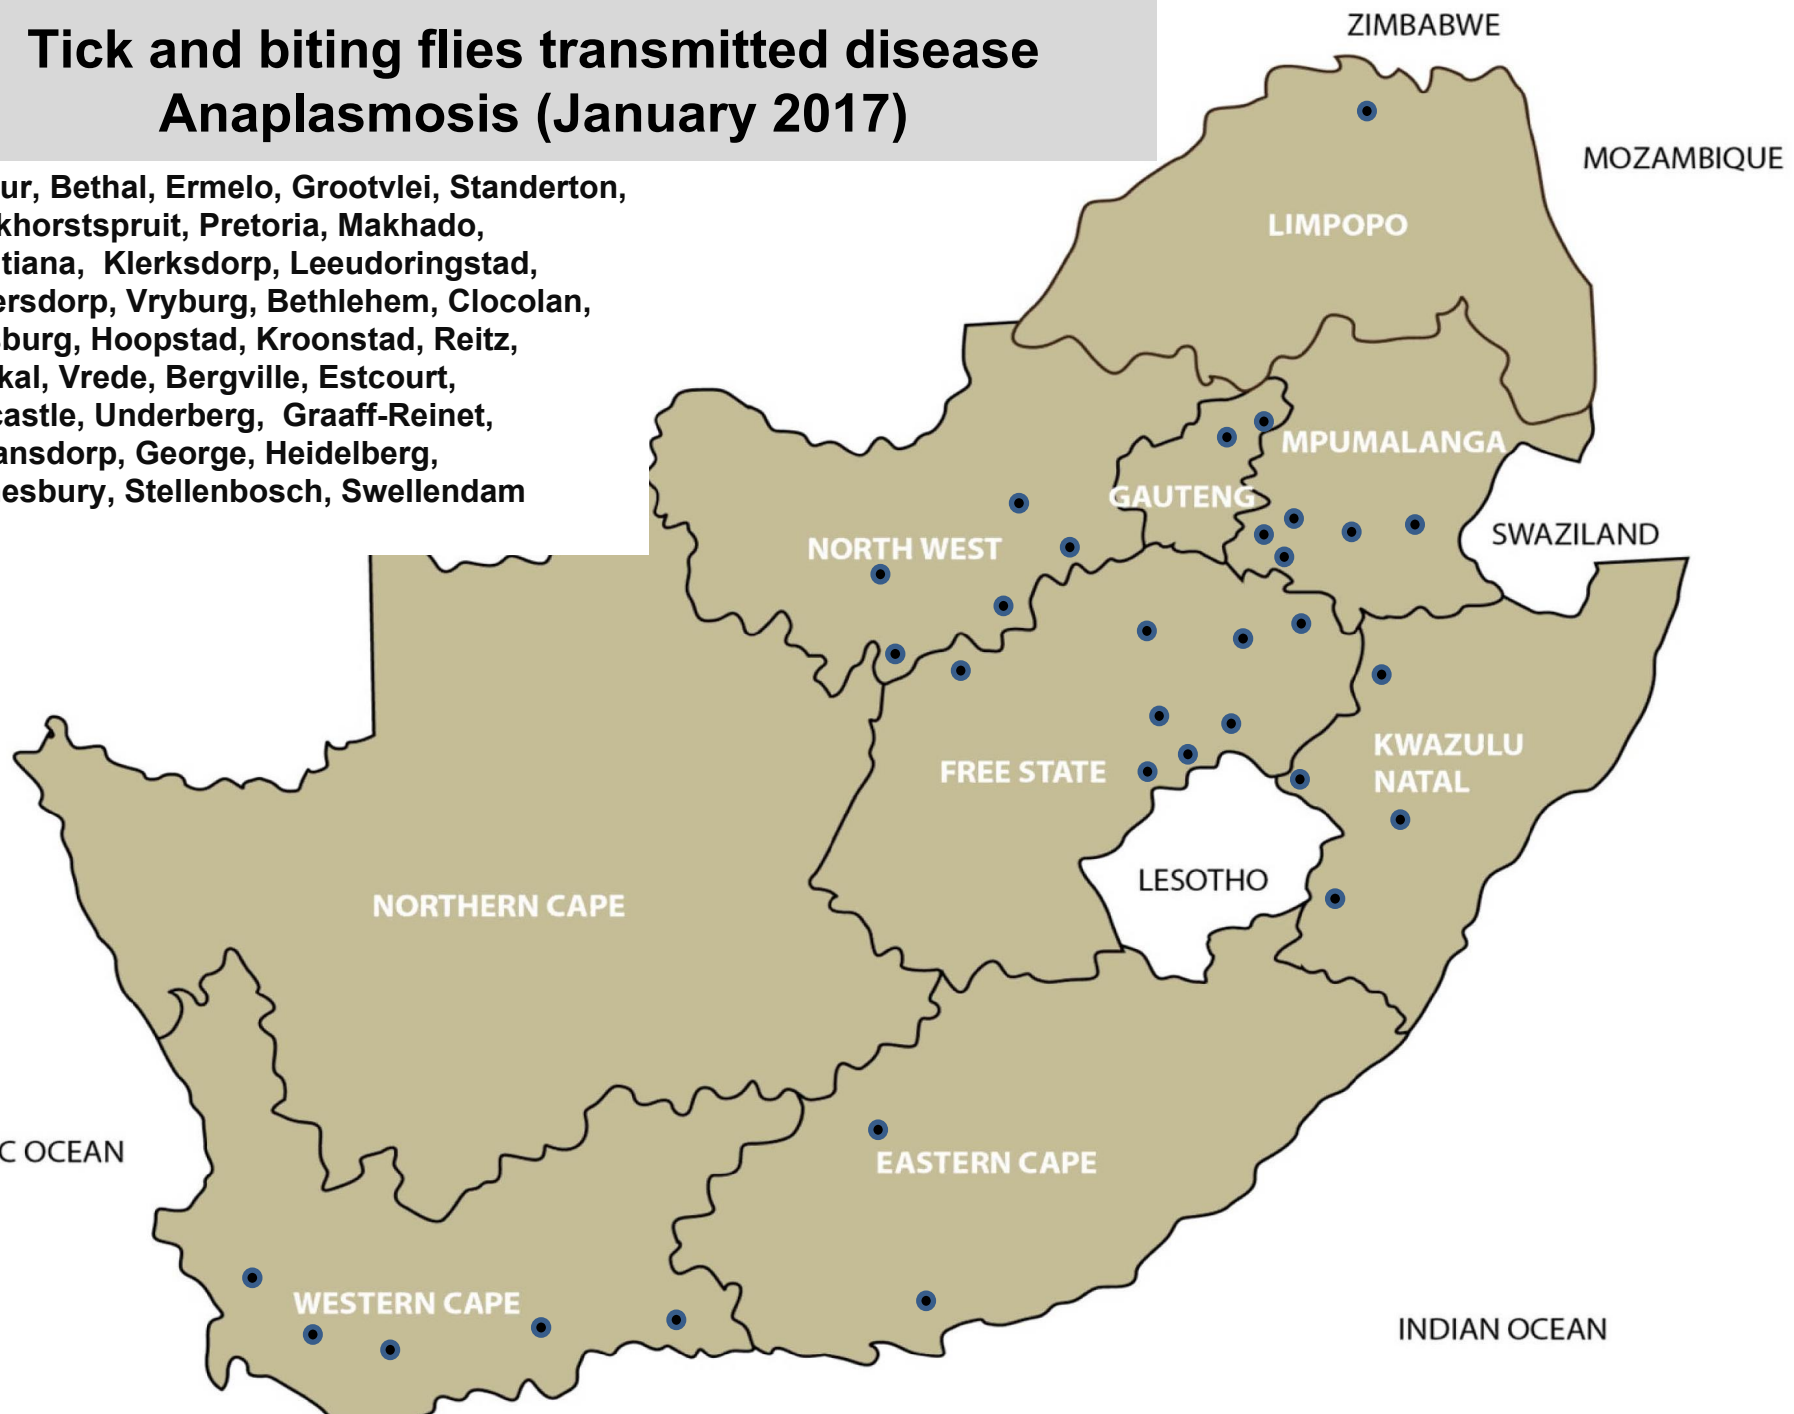 Tick and biting flies transmitted disease
Anaplasmosis (January 2017)
ur, Bethal, Ermelo, Grootvlei, Standerton,
khorstspruit, Pretoria, Makhado,
tiana, Klerksdorp, Leeudoringstad,
ersdorp, Vryburg, Bethlehem, Clocolan,
burg, Hoopstad, Kroonstad, Reitz,
kal, Vrede, Bergville, Estcourt,
castle, Underberg, Graaff-Reinet,
ansdorp, George, Heidelberg,
esbury, Stellenbosch, Swellendam
ZIMBABWE
MOZAMBIQUE
LIMPOPO
MPUMALANGA
GAUTENG
SWAZILAND
NORTH WEST
KWAZULU
NATAL
FREE STATE
LESOTHO
NORTHERN CAPE
C OCEAN
EASTERN CAPE
WESTERN CAPE
INDIAN OCEAN